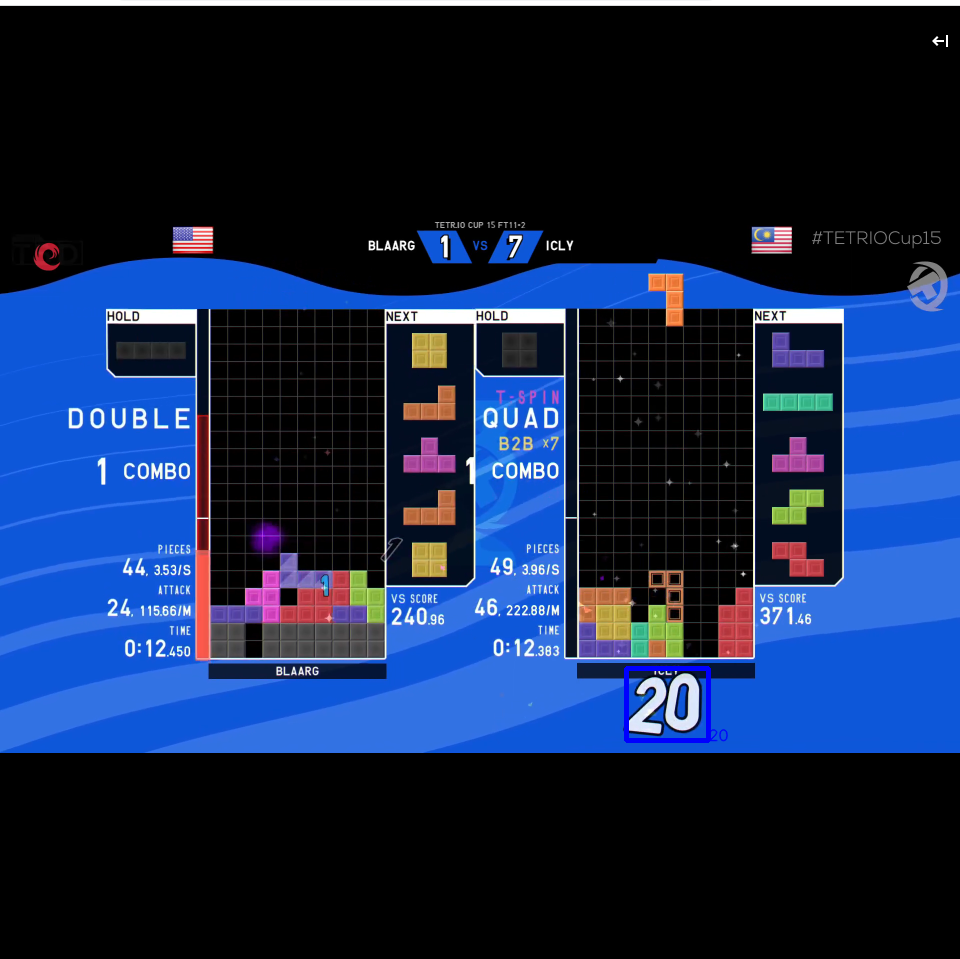 TETR.IO CUP 15 FT11-2
BLAARG 1 VS 7 ICLY
#TETRIOCup15
HOLD
NEXT
DOUBLE
1 COMBO
PIECES
44, 3.53/S
ATTACK
24, 115.66/M
TIME
0:12.450
VS SCORE
240.96
1
BLAARG
HOLD
NEXT
T-SPIN
QUAD
B2B x7
1 COMBO
PIECES
49, 3.96/S
ATTACK
46, 222.88/M
TIME
0:12.383
VS SCORE
371.46
ICLY
20
20